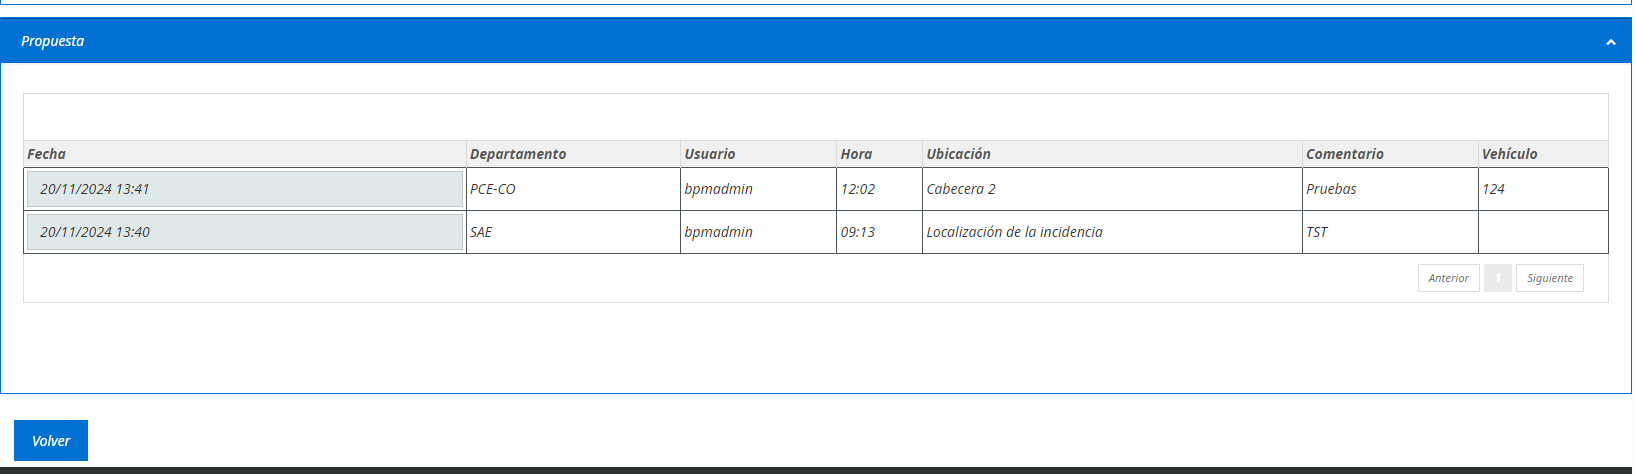 Propuesta
Fecha Departamento Usuario Hora Ubicación Comentario Vehículo
20/11/2024 13:41 PCE-CO bpmadmin 12:02 Cabecera 2 Pruebas 124
20/11/2024 13:40 SAE bpmadmin 09:13 Localización de la incidencia TST
Anterior 1 Siguiente
Volver